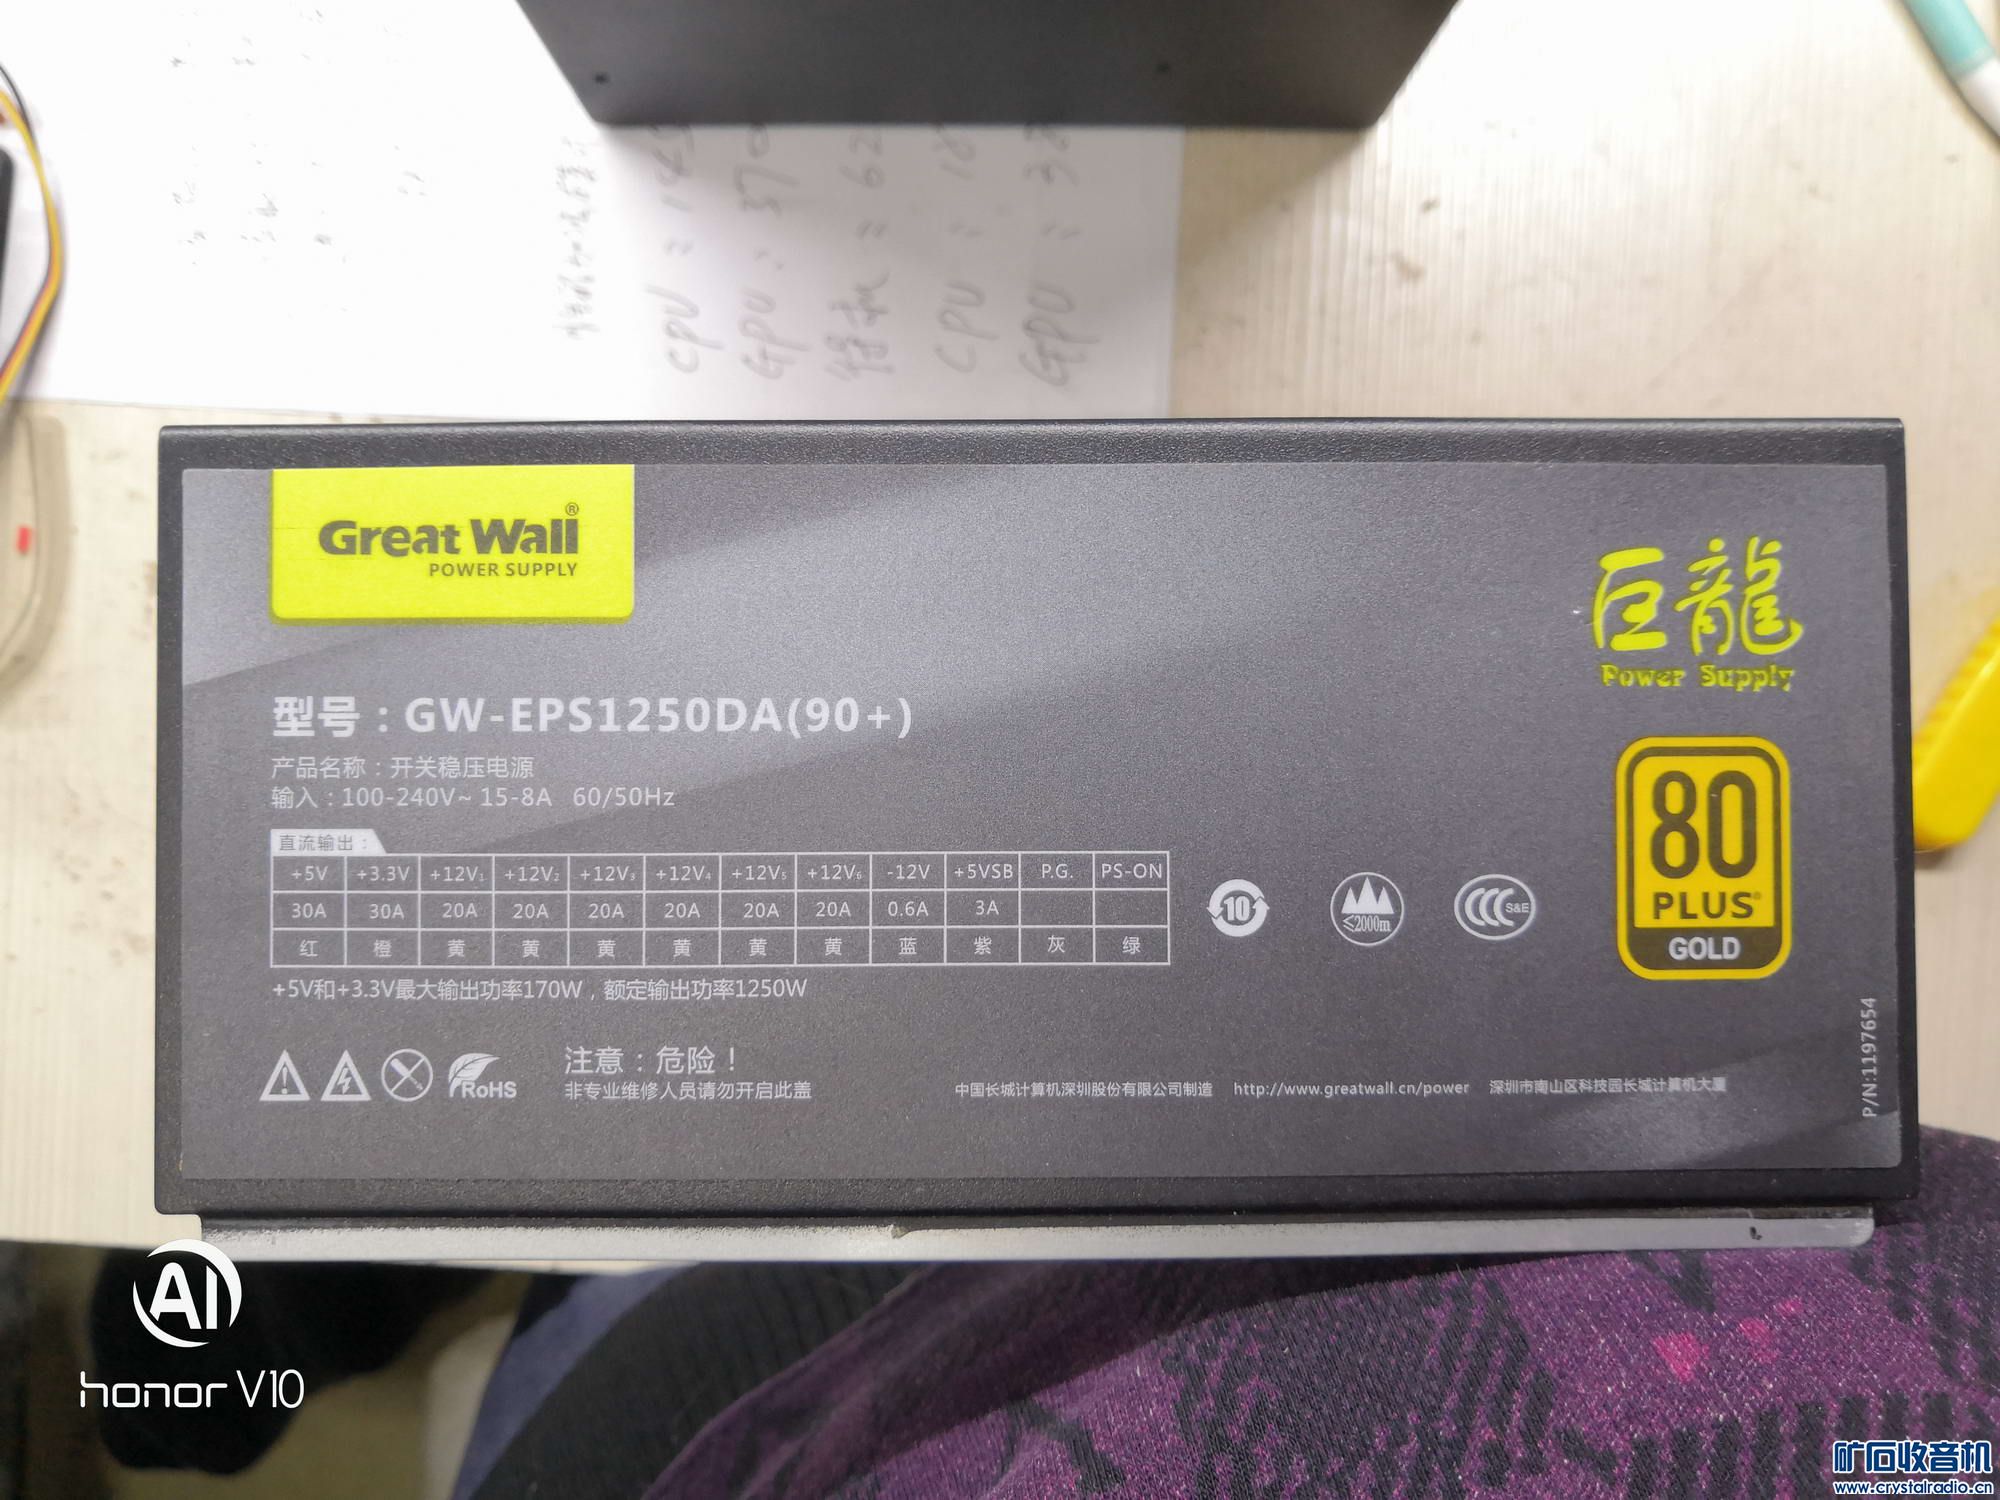 CPU =
GPU :
CPU :
GPU :
Great Wall®
POWER SUPPLY
巨龍
Power Supply
型号：GW-EPS1250DA(90+)
产品名称：开关稳压电源
输入：100-240V~ 15-8A 60/50Hz
直流输出：
+5V +3.3V +12V₁ +12V₂ +12V₃ +12V₄ +12V₅ +12V₆ -12V +5VSB P.G. PS-ON
30A 30A 20A 20A 20A 20A 20A 20A 0.6A 3A
红 橙 黄 黄 黄 黄 黄 黄 蓝 紫 灰 绿
+5V和+3.3V最大输出功率170W，额定输出功率1250W
10
≤2000m
CCC S&E
80
PLUS®
GOLD
RoHS
注意：危险！
非专业维修人员请勿开启此盖
中国长城计算机深圳股份有限公司制造 http://www.greatwall.cn/power 深圳市南山区科技园长城计算机大厦
P/N:1197654
AI
honor V10
矿石收音机
www.crystalradio.cn